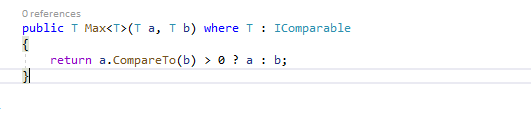 0 references
public T Max<T>(T a, T b) where T : IComparable
{
return a.CompareTo(b) > 0 ? a : b;
}